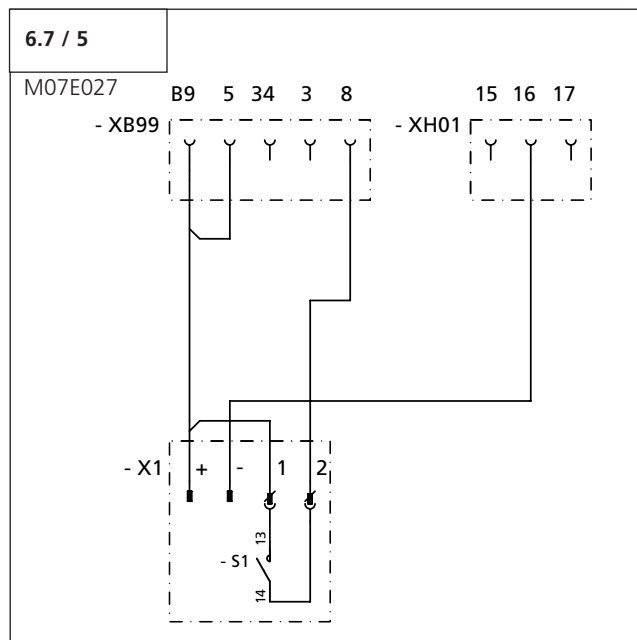 6.7 / 5
M07E027
B9 5 34 3 8 15 16 17
- XB99 - XH01
- X1 + - 1 2
13
- S1
14